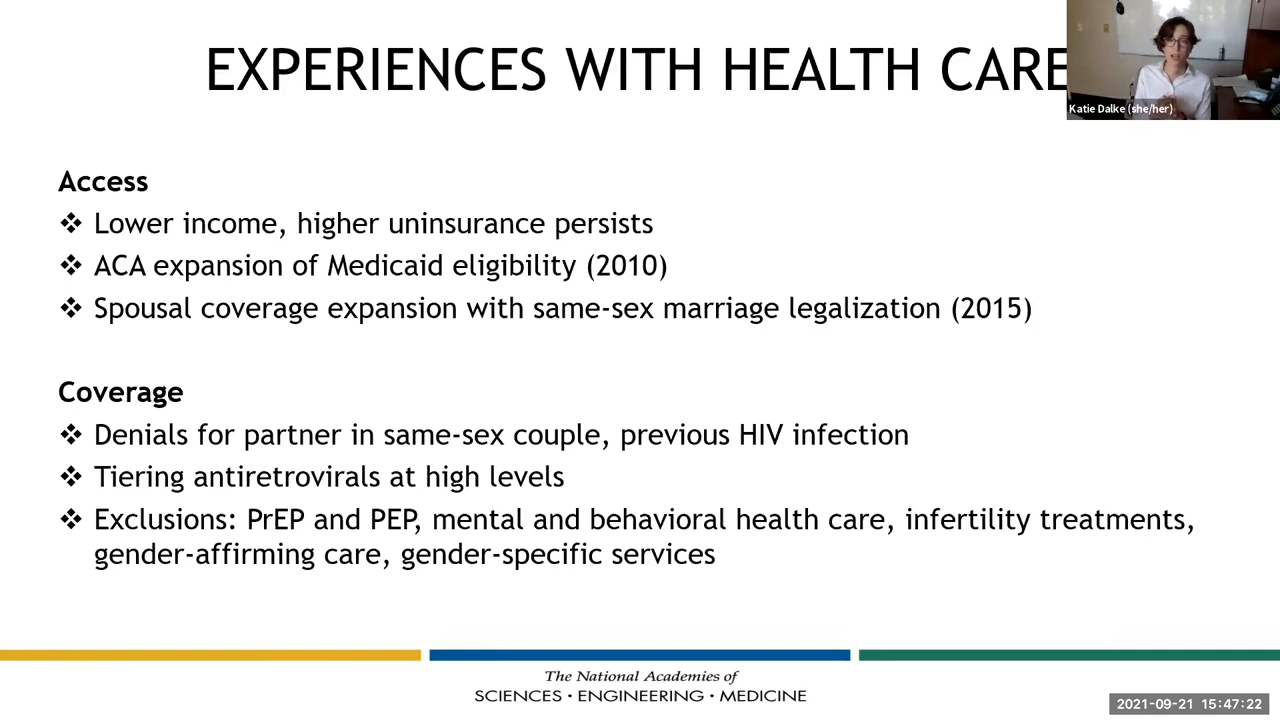 EXPERIENCES WITH HEALTH CARE
Katie Dalke (she/her)
Access
❖ Lower income, higher uninsurance persists
❖ ACA expansion of Medicaid eligibility (2010)
❖ Spousal coverage expansion with same-sex marriage legalization (2015)
Coverage
❖ Denials for partner in same-sex couple, previous HIV infection
❖ Tiering antiretrovirals at high levels
❖ Exclusions: PrEP and PEP, mental and behavioral health care, infertility treatments,
gender-affirming care, gender-specific services
The National Academies of
SCIENCES · ENGINEERING · MEDICINE
2021-09-21 15:47:22